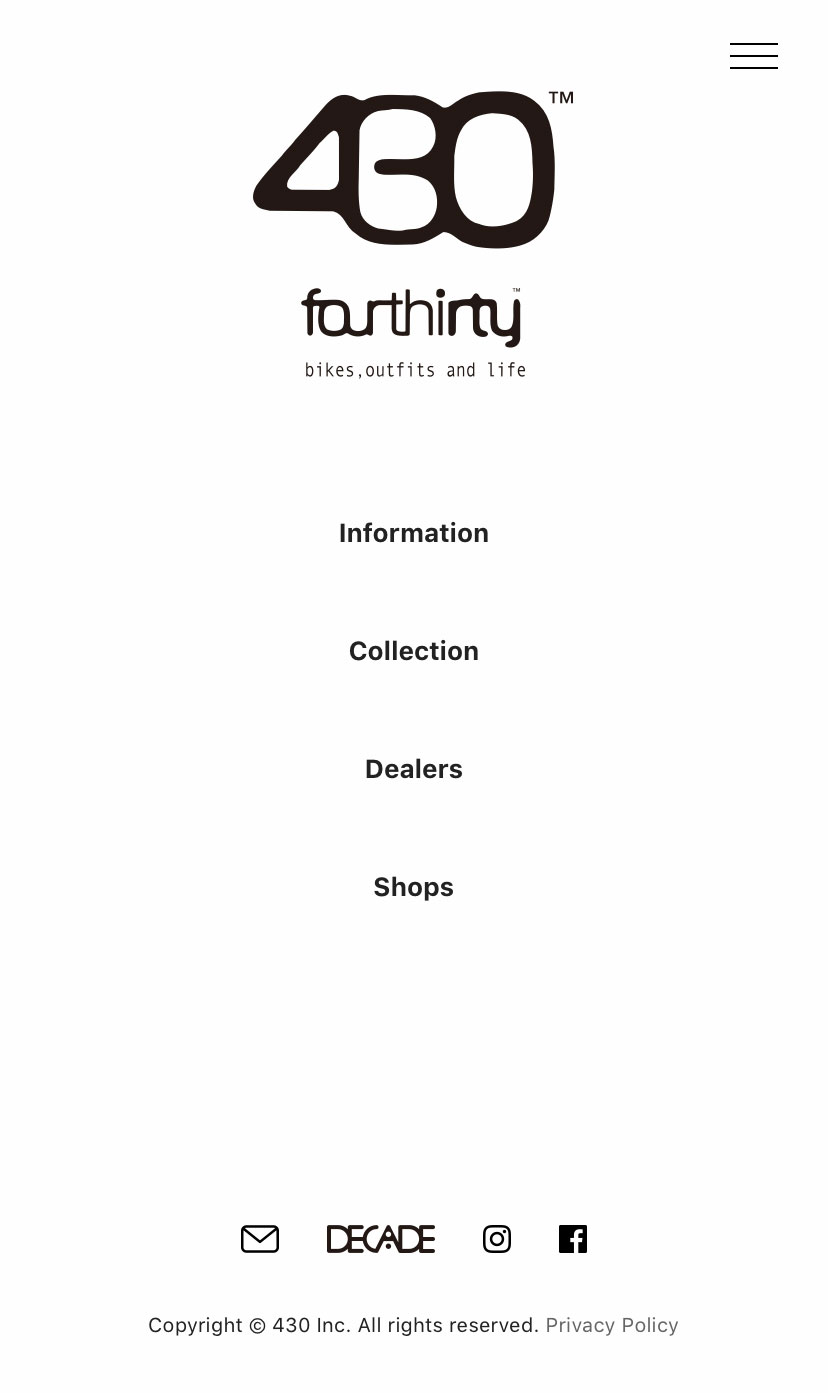 430™
fourthirty™
bikes,outfits and life
Information
Collection
Dealers
Shops
DECADE
Copyright © 430 Inc. All rights reserved. Privacy Policy